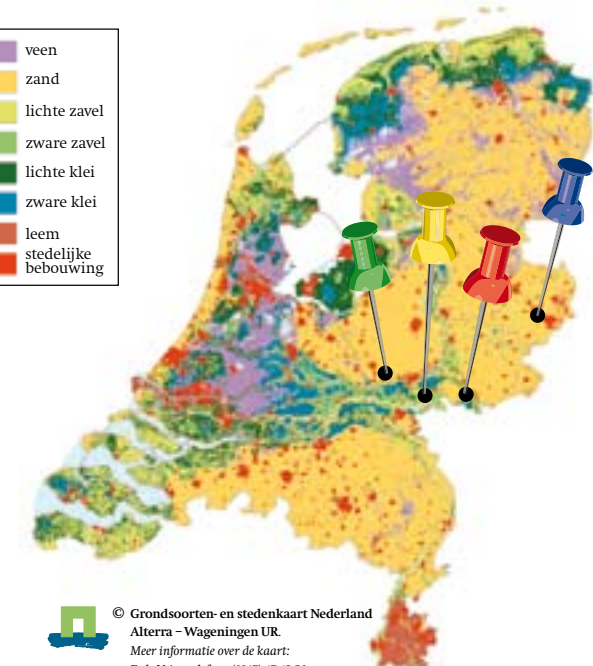 veen
zand
lichte zavel
zware zavel
lichte klei
zware klei
leem
stedelijke
bebouwing
© Grondsoorten- en stedenkaart Nederland
Alterra – Wageningen UR.
Meer informatie over de kaart: